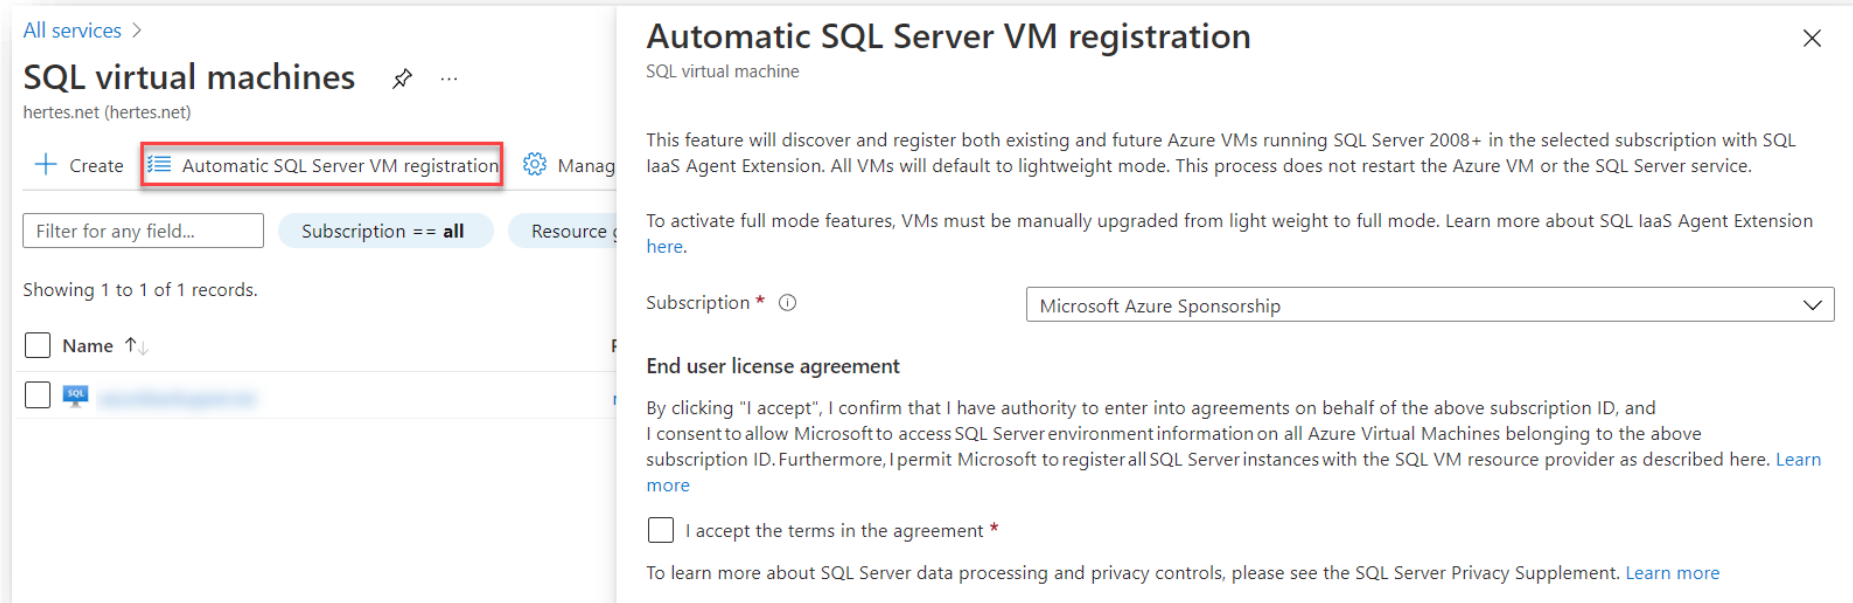 All services >
SQL virtual machines ...
hertes.net (hertes.net)
+ Create Automatic SQL Server VM registration Manag
Filter for any field... Subscription == all Resource g
Showing 1 to 1 of 1 records.
Name ↑↓
SQL
Automatic SQL Server VM registration
SQL virtual machine
This feature will discover and register both existing and future Azure VMs running SQL Server 2008+ in the selected subscription with SQL
IaaS Agent Extension. All VMs will default to lightweight mode. This process does not restart the Azure VM or the SQL Server service.
To activate full mode features, VMs must be manually upgraded from light weight to full mode. Learn more about SQL IaaS Agent Extension
here.
Subscription * Microsoft Azure Sponsorship
End user license agreement
By clicking "I accept", I confirm that I have authority to enter into agreements on behalf of the above subscription ID, and
I consent to allow Microsoft to access SQL Server environment information on all Azure Virtual Machines belonging to the above
subscription ID. Furthermore, I permit Microsoft to register all SQL Server instances with the SQL VM resource provider as described here. Learn
more
I accept the terms in the agreement *
To learn more about SQL Server data processing and privacy controls, please see the SQL Server Privacy Supplement. Learn more